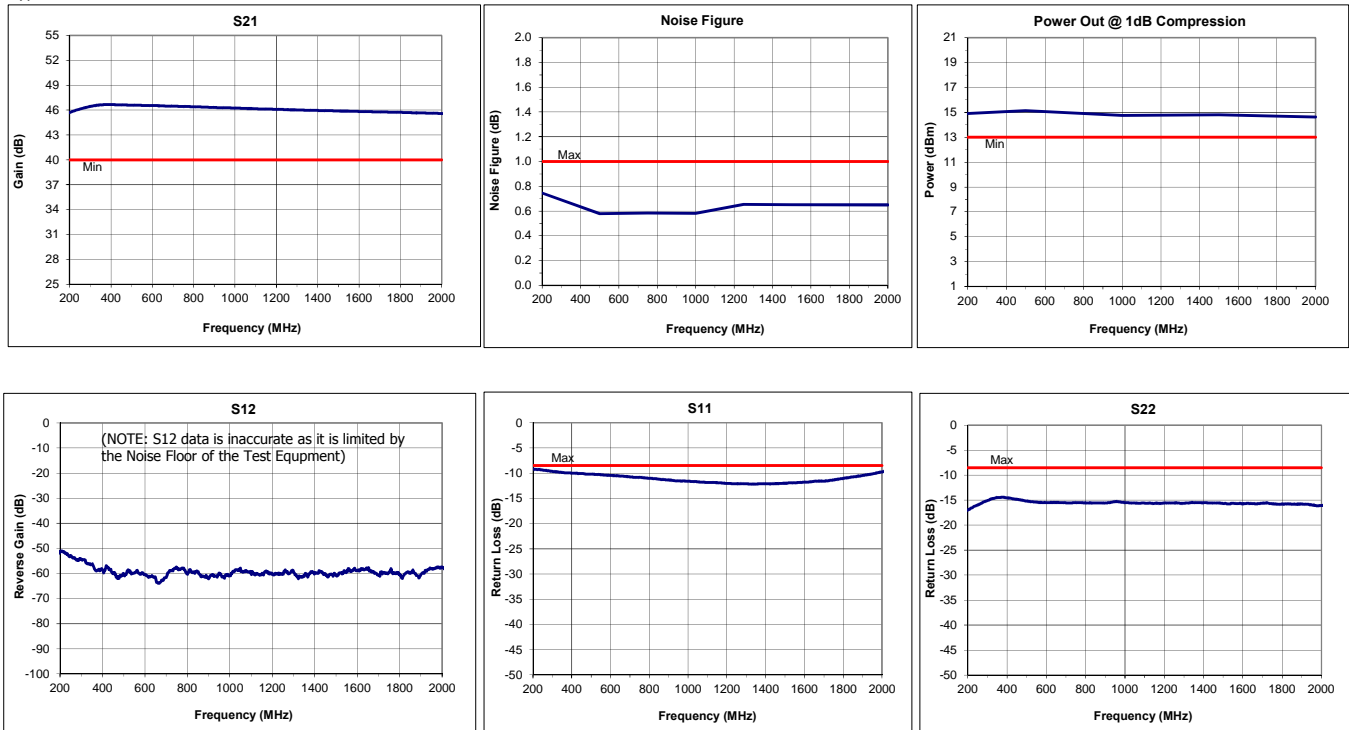 S21
55
52
49
46
43
40
37
34
31
28
25
Gain (dB)
Min
200 400 600 800 1000 1200 1400 1600 1800 2000
Frequency (MHz)
Noise Figure
2.0
1.8
1.6
1.4
1.2
1.0
0.8
0.6
0.4
0.2
0.0
Noise Figure (dB)
Max
200 400 600 800 1000 1200 1400 1600 1800 2000
Frequency (MHz)
Power Out @ 1dB Compression
21
19
17
15
13
11
9
7
5
3
1
Power (dBm)
Min
200 400 600 800 1000 1200 1400 1600 1800 2000
Frequency (MHz)
S12
(NOTE: S12 data is inaccurate as it is limited by
the Noise Floor of the Test Equpment)
0
-10
-20
-30
-40
-50
-60
-70
-80
-90
-100
Reverse Gain (dB)
200 400 600 800 1000 1200 1400 1600 1800 2000
Frequency (MHz)
S11
0
-5
-10
-15
-20
-25
-30
-35
-40
-45
-50
Return Loss (dB)
Max
200 400 600 800 1000 1200 1400 1600 1800 2000
Frequency (MHz)
S22
0
-5
-10
-15
-20
-25
-30
-35
-40
-45
-50
Return Loss (dB)
Max
200 400 600 800 1000 1200 1400 1600 1800 2000
Frequency (MHz)